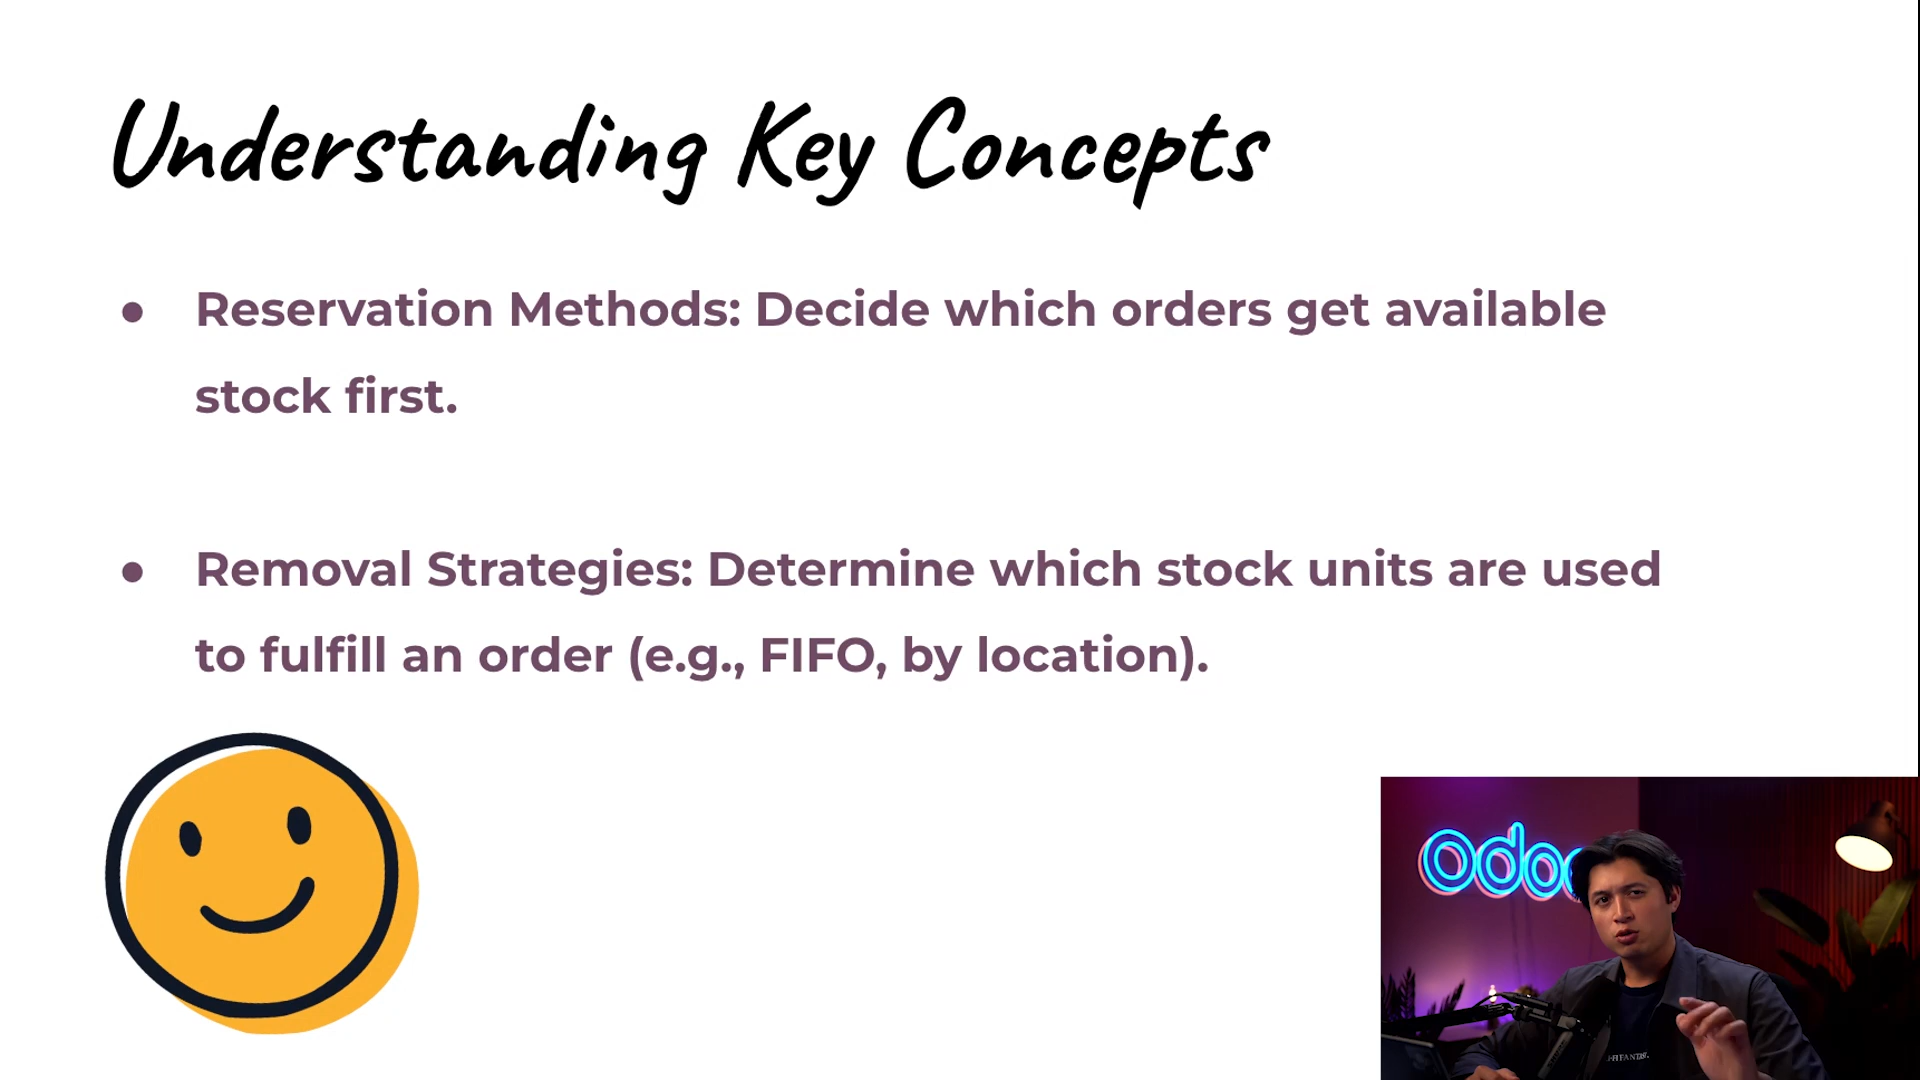 Understanding Key Concepts
● Reservation Methods: Decide which orders get available
stock first.
● Removal Strategies: Determine which stock units are used
to fulfill an order (e.g., FIFO, by location).
odoo